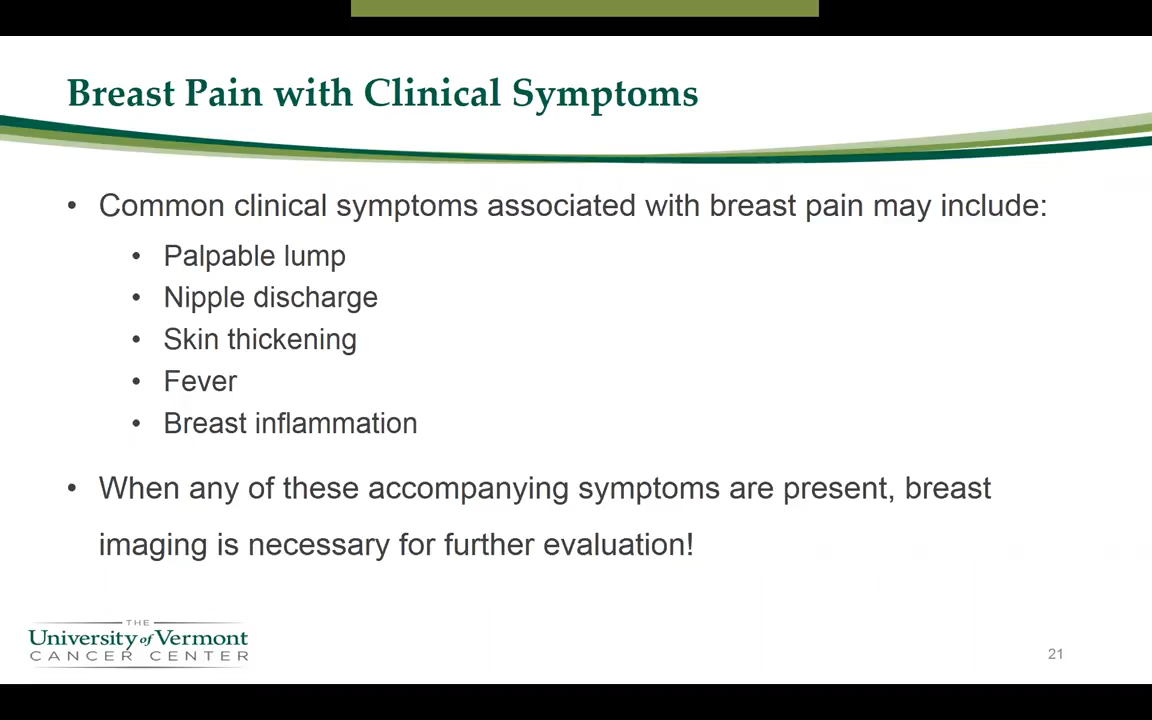 Breast Pain with Clinical Symptoms
• Common clinical symptoms associated with breast pain may include:
• Palpable lump
• Nipple discharge
• Skin thickening
• Fever
• Breast inflammation
• When any of these accompanying symptoms are present, breast
imaging is necessary for further evaluation!
THE
University of Vermont
CANCER CENTER
21